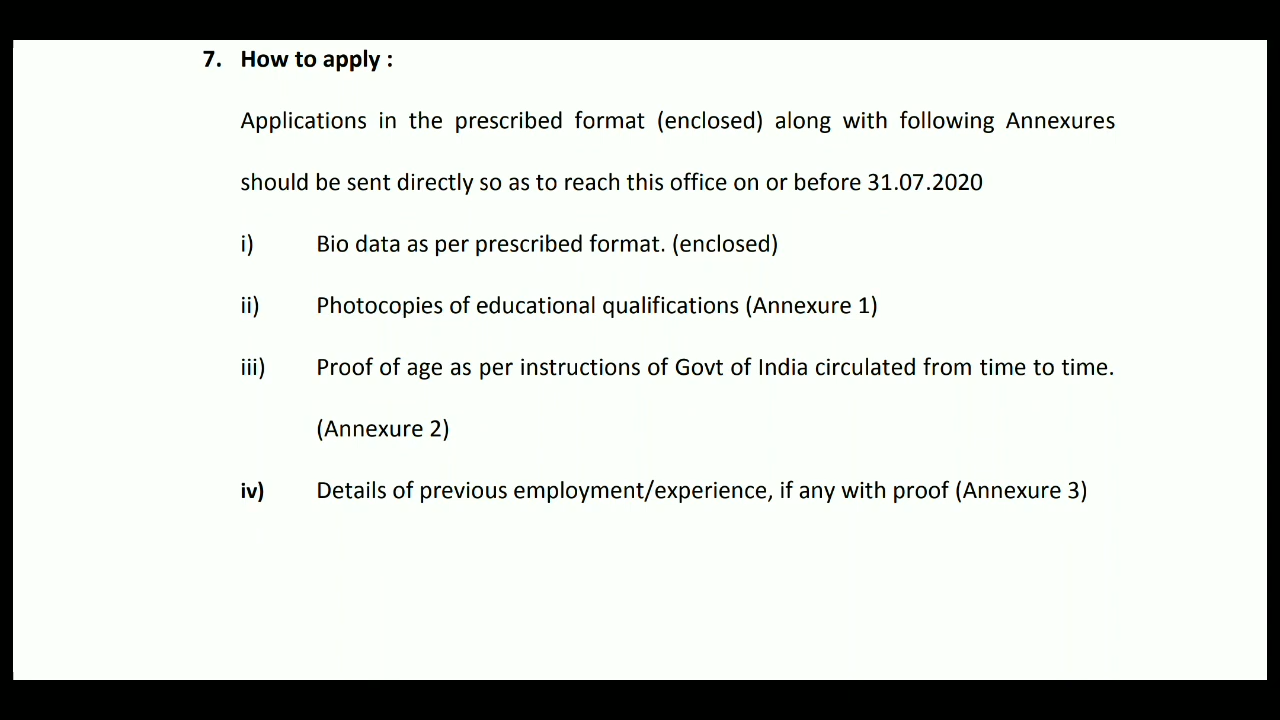 7. How to apply :
Applications in the prescribed format (enclosed) along with following Annexures
should be sent directly so as to reach this office on or before 31.07.2020
i) Bio data as per prescribed format. (enclosed)
ii) Photocopies of educational qualifications (Annexure 1)
iii) Proof of age as per instructions of Govt of India circulated from time to time.
(Annexure 2)
iv) Details of previous employment/experience, if any with proof (Annexure 3)